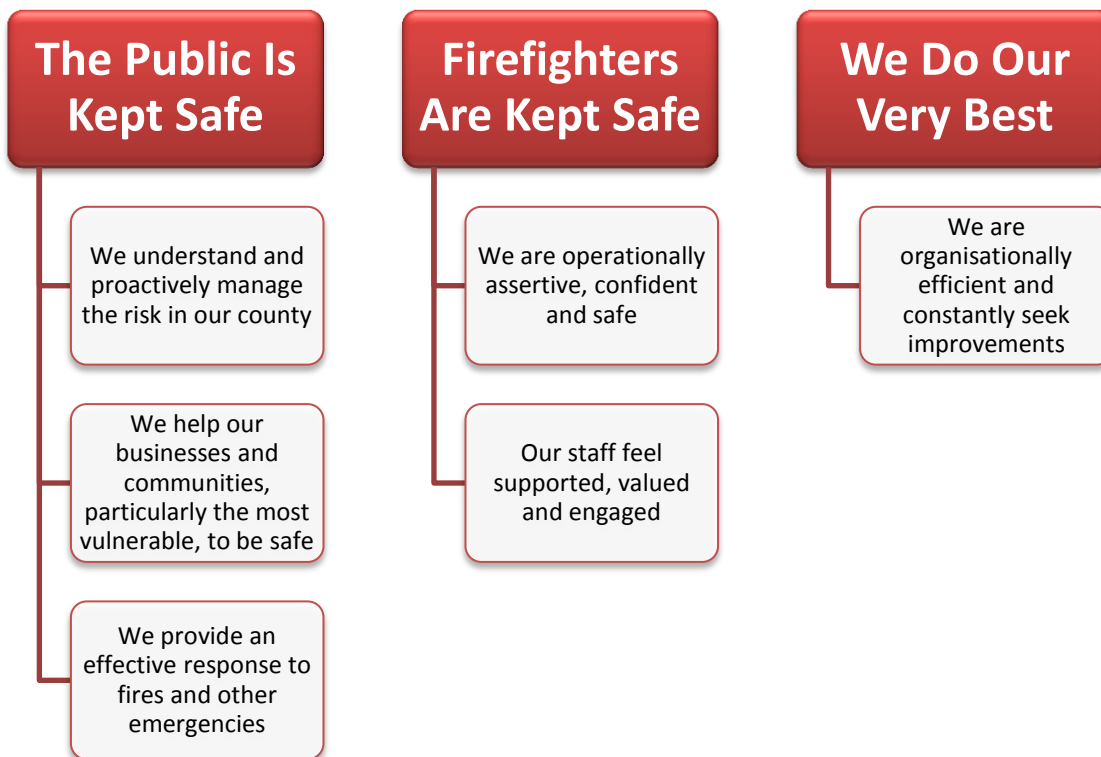 The Public Is
Kept Safe
We understand and
proactively manage
the risk in our county
We help our
businesses and
communities,
particularly the most
vulnerable, to be safe
We provide an
effective response to
fires and other
emergencies
Firefighters
Are Kept Safe
We are operationally
assertive, confident
and safe
Our staff feel
supported, valued
and engaged
We Do Our
Very Best
We are
organisationally
efficient and
constantly seek
improvements